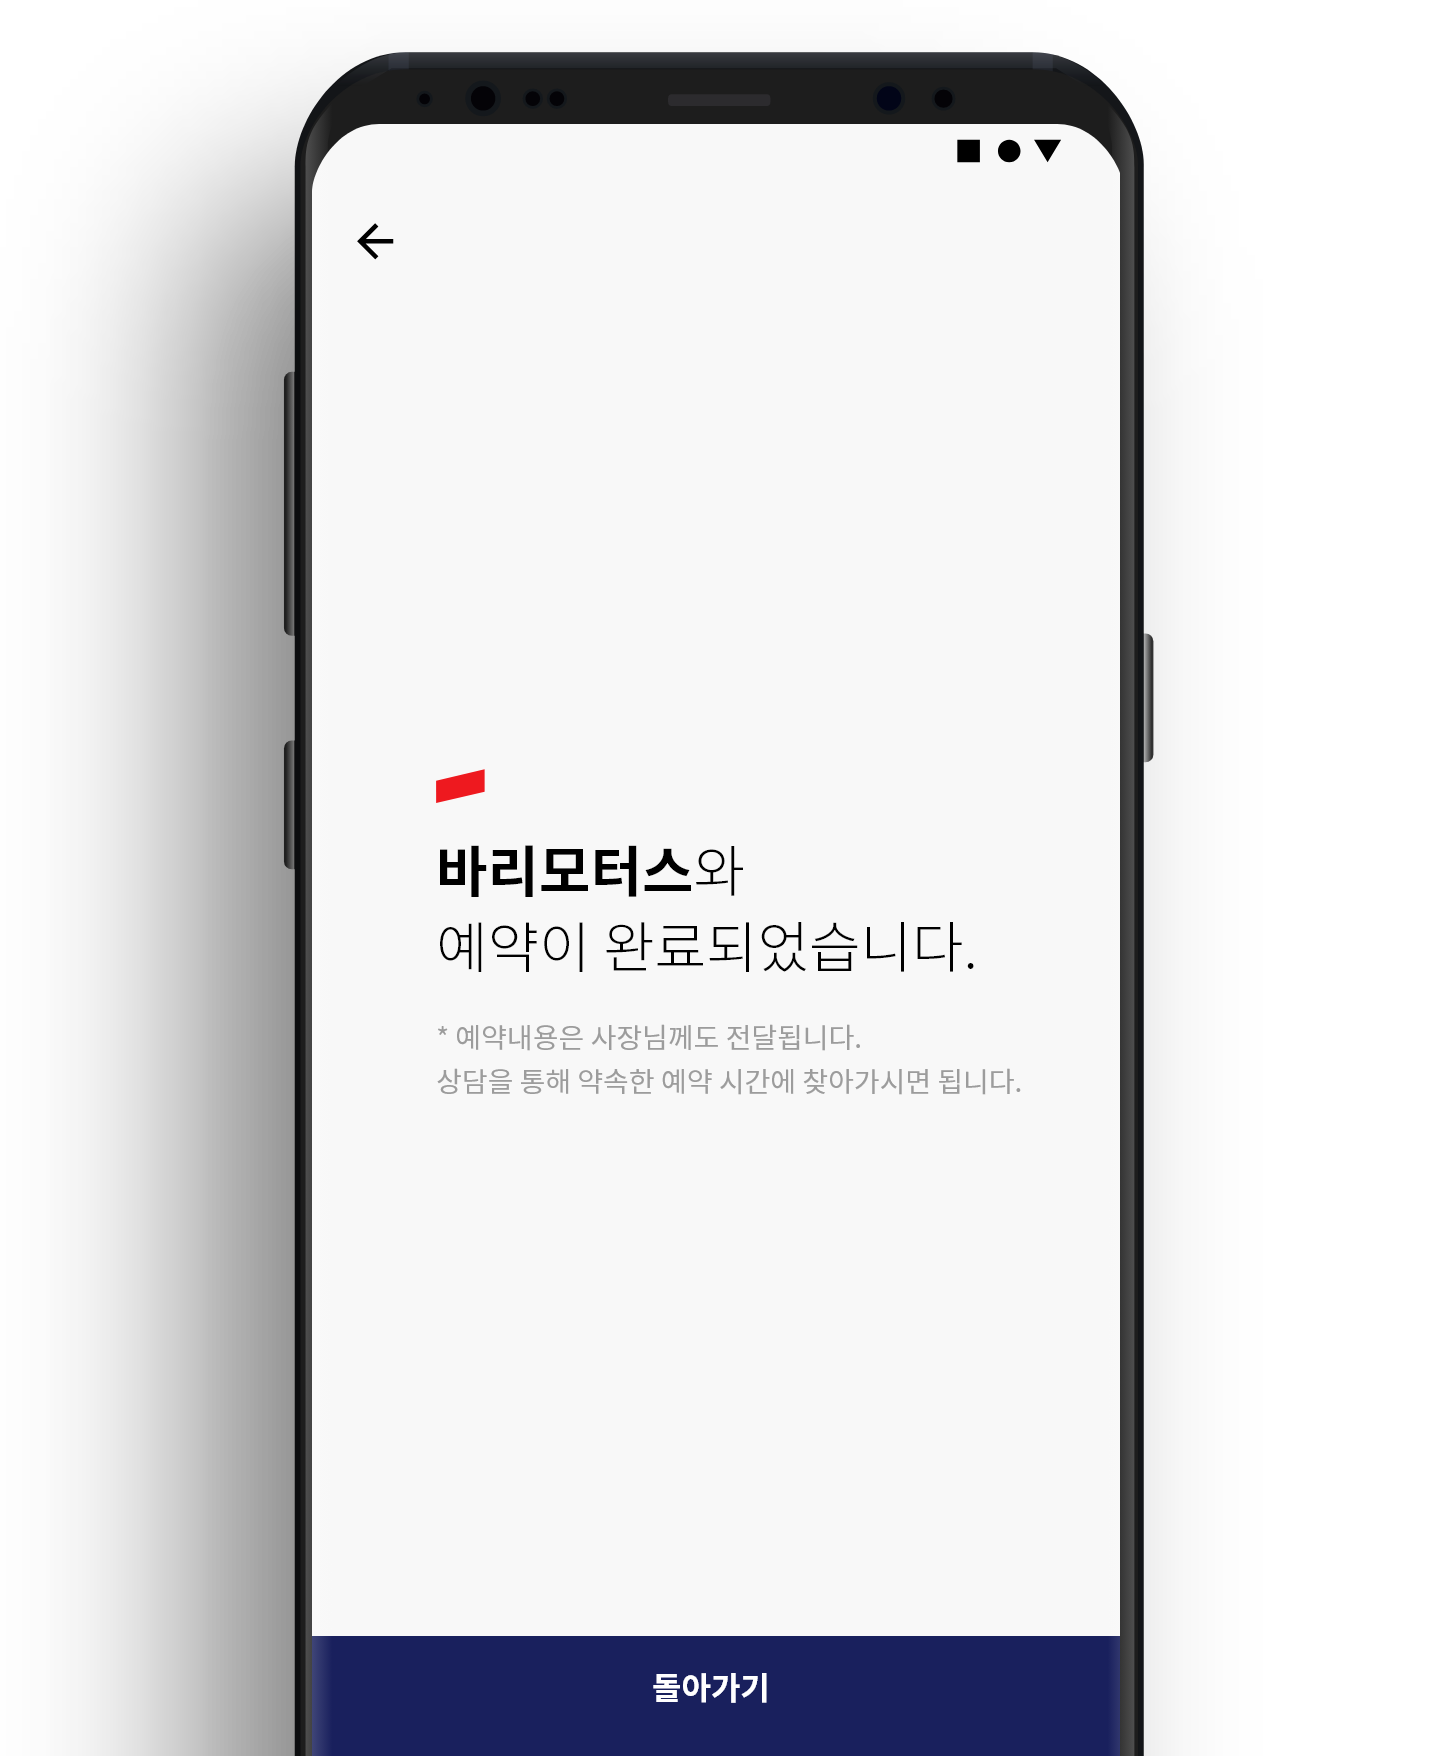 바리모터스와
예약이 완료되었습니다.
* 예약내용은 사장님께도 전달됩니다.
상담을 통해 약속한 예약 시간에 찾아가시면 됩니다.
돌아가기